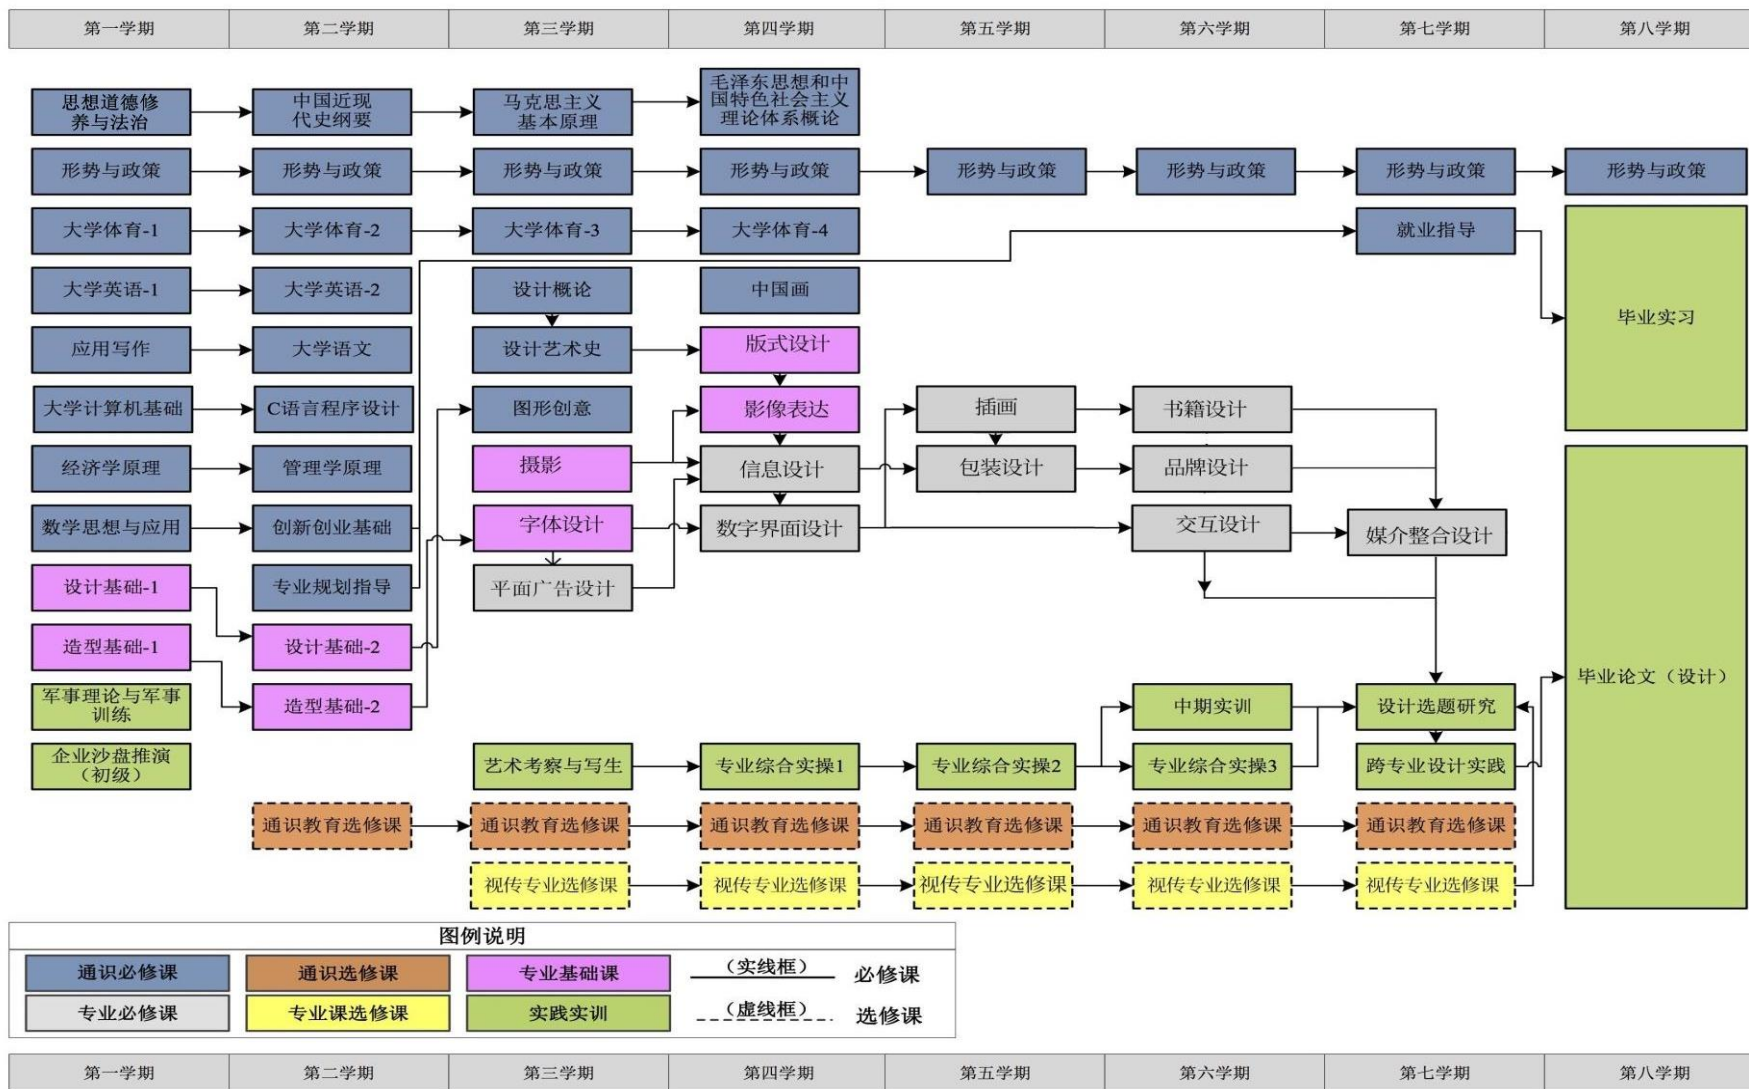 第一学期 第二学期 第三学期 第四学期 第五学期 第六学期 第七学期 第八学期
思想道德修
养与法治
中国近现
代史纲要
马克思主义
基本原理
毛泽东思想和中
国特色社会主义
理论体系概论
形势与政策 形势与政策 形势与政策 形势与政策 形势与政策 形势与政策 形势与政策 形势与政策
大学体育-1 大学体育-2 大学体育-3 大学体育-4 就业指导
大学英语-1 大学英语-2 设计概论 中国画
毕业实习
应用写作 大学语文 设计艺术史 版式设计
大学计算机基础 C语言程序设计 图形创意 影像表达 插画 书籍设计
经济学原理 管理学原理 摄影 信息设计 包装设计 品牌设计
数学思想与应用 创新创业基础 字体设计 数字界面设计 交互设计 媒介整合设计
设计基础-1 专业规划指导 平面广告设计
造型基础-1 设计基础-2
毕业论文（设计）
军事理论与军事
训练
造型基础-2 中期实训 设计选题研究
企业沙盘推演
（初级）
艺术考察与写生 专业综合实操1 专业综合实操2 专业综合实操3 跨专业设计实践
通识教育选修课 通识教育选修课 通识教育选修课 通识教育选修课 通识教育选修课 通识教育选修课
视传专业选修课 视传专业选修课 视传专业选修课 视传专业选修课 视传专业选修课
图例说明
通识必修课 通识选修课 专业基础课 （实线框） 必修课
专业必修课 专业课选修课 实践实训 （虚线框） 选修课
第一学期 第二学期 第三学期 第四学期 第五学期 第六学期 第七学期 第八学期